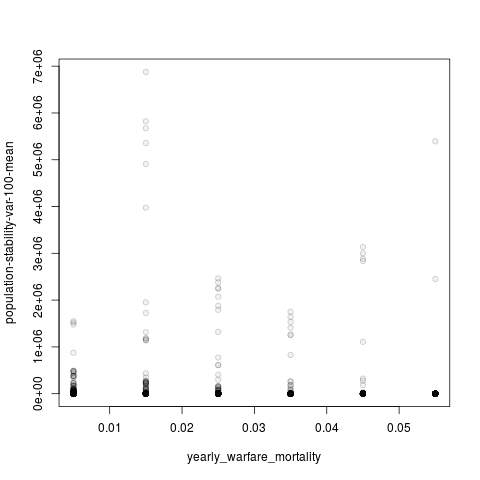 population-stability-var-100-mean
7e+06
6e+06
5e+06
4e+06
3e+06
2e+06
1e+06
0e+00
0.01 0.02 0.03 0.04 0.05
yearly_warfare_mortality